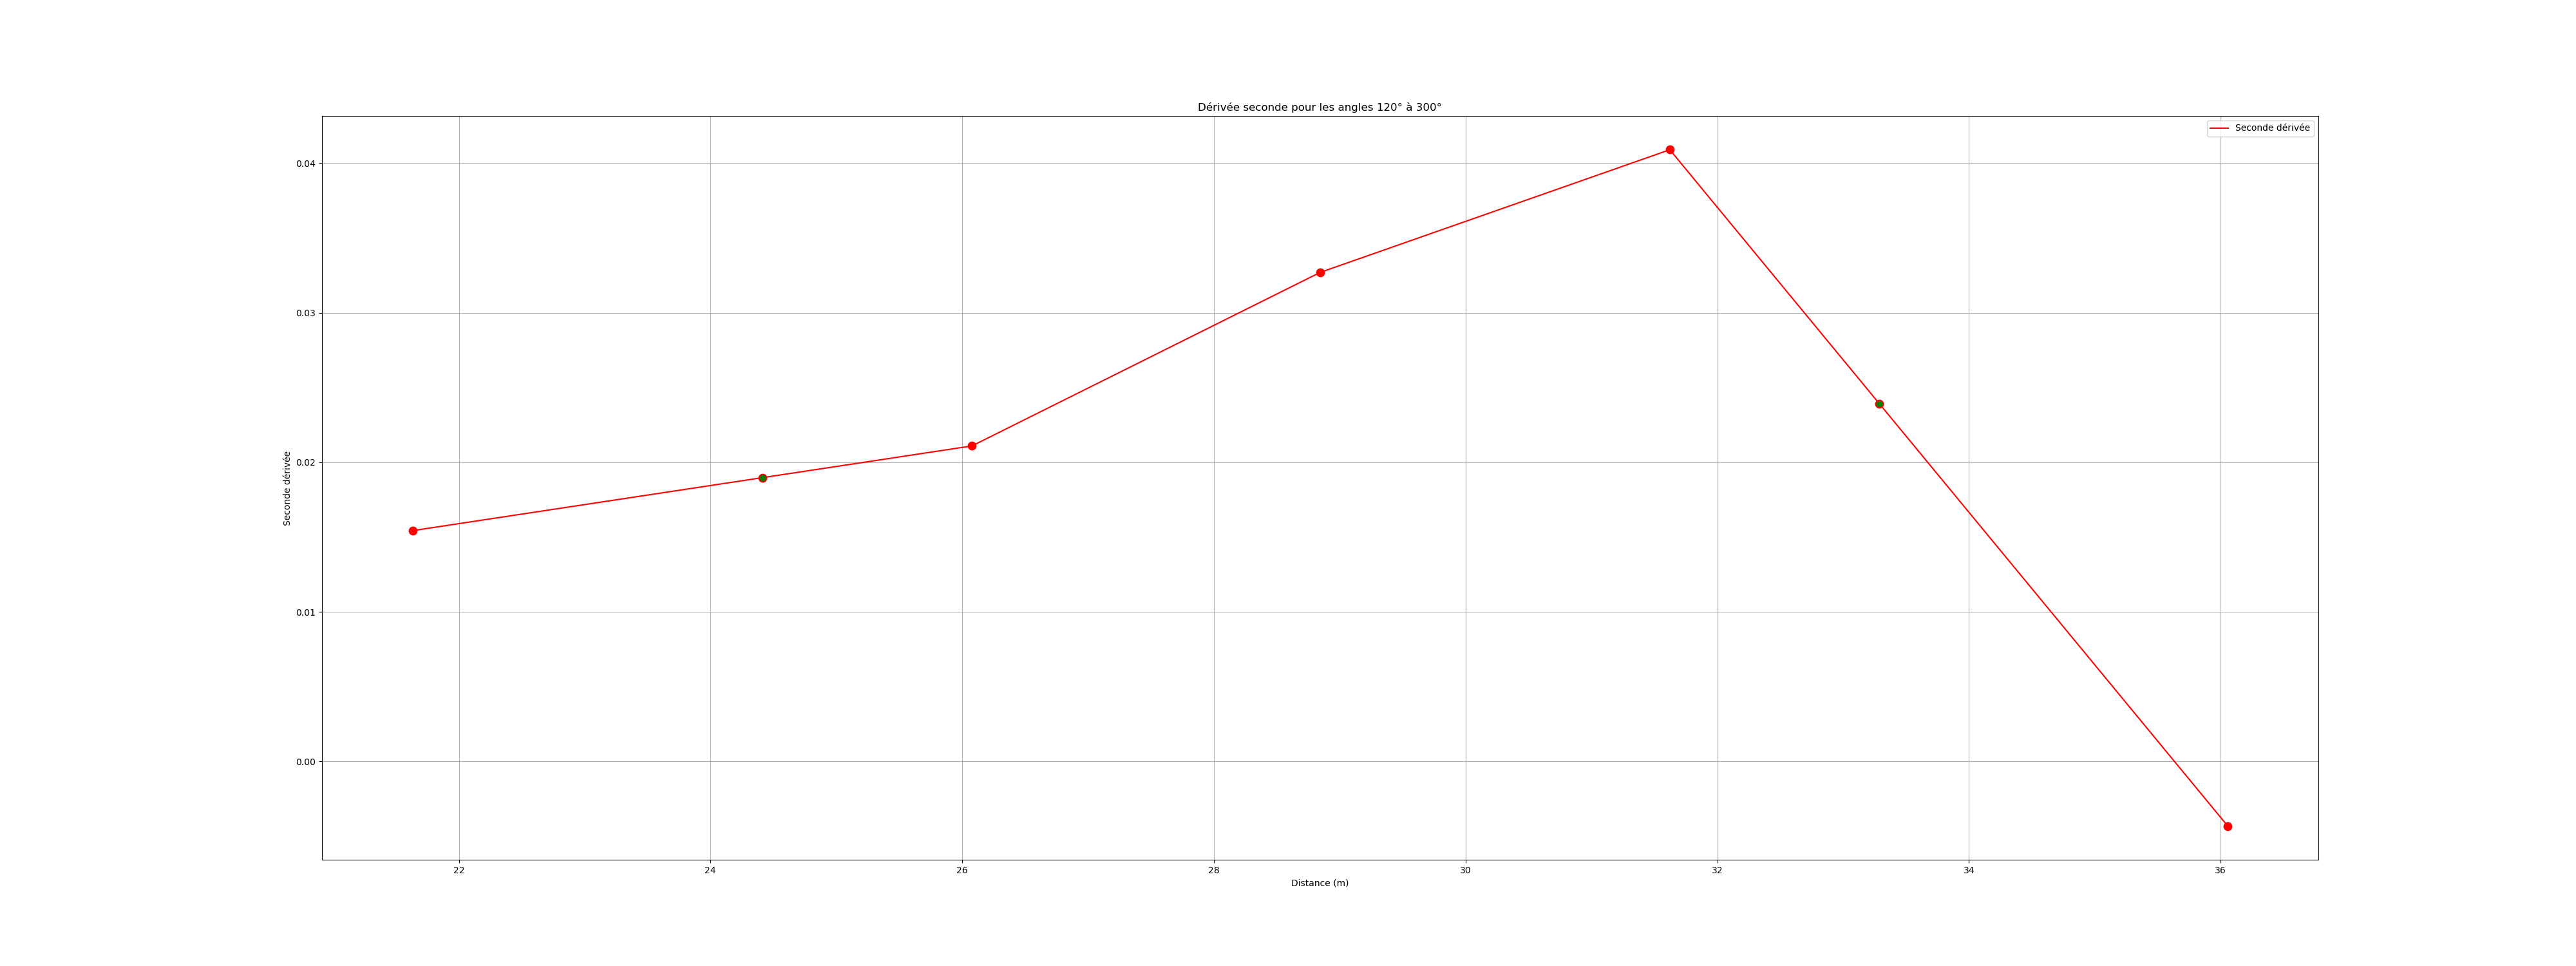 Dérivée seconde pour les angles 120° à 300°
Seconde dérivée
0.04
0.03
0.02
0.01
0.00
Seconde dérivée
22 24 26 28 30 32 34 36
Distance (m)